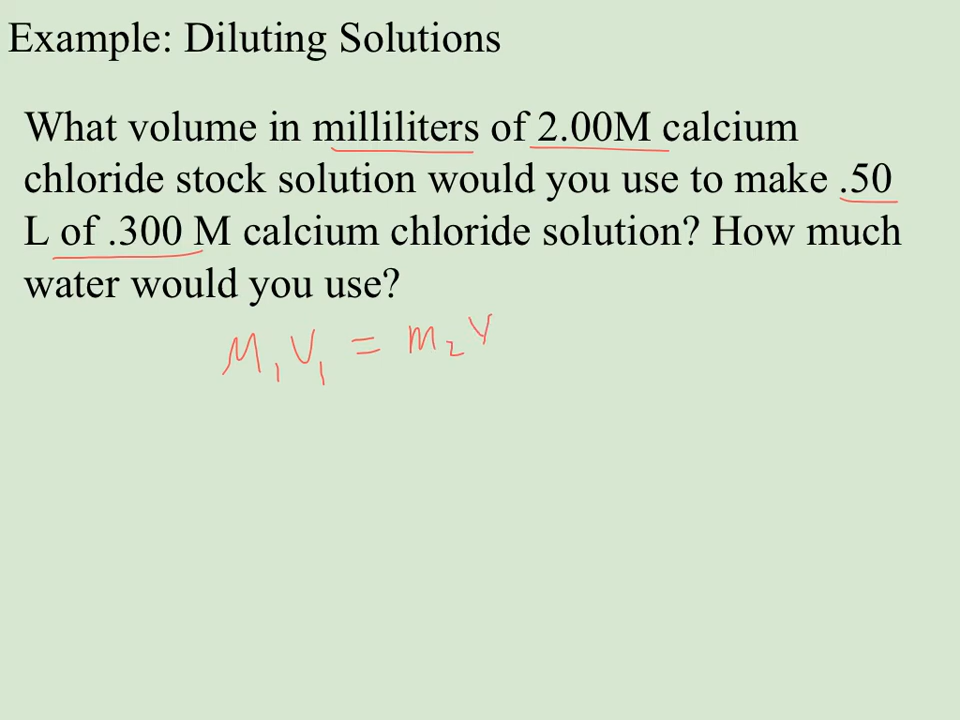 Example: Diluting Solutions
What volume in milliliters of 2.00M calcium
chloride stock solution would you use to make .50
L of .300 M calcium chloride solution? How much
water would you use?
M₁V₁ = m₂V